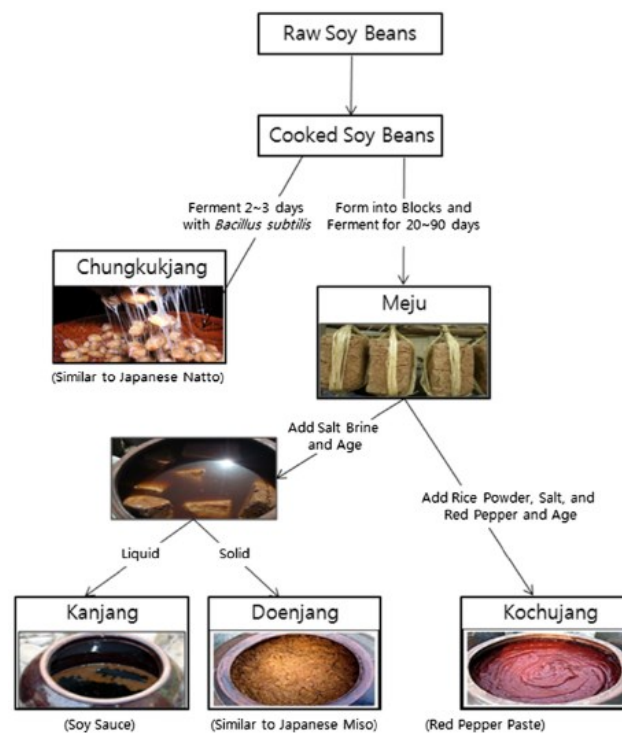 Raw Soy Beans
Cooked Soy Beans
Ferment 2~3 days
with Bacillus subtilis
Form into Blocks and
Ferment for 20~90 days
Chungkukjang
(Similar to Japanese Natto)
Meju
Add Salt Brine
and Age
Add Rice Powder, Salt, and
Red Pepper and Age
Liquid
Solid
Kanjang
(Soy Sauce)
Doenjang
(Similar to Japanese Miso)
Kochujang
(Red Pepper Paste)